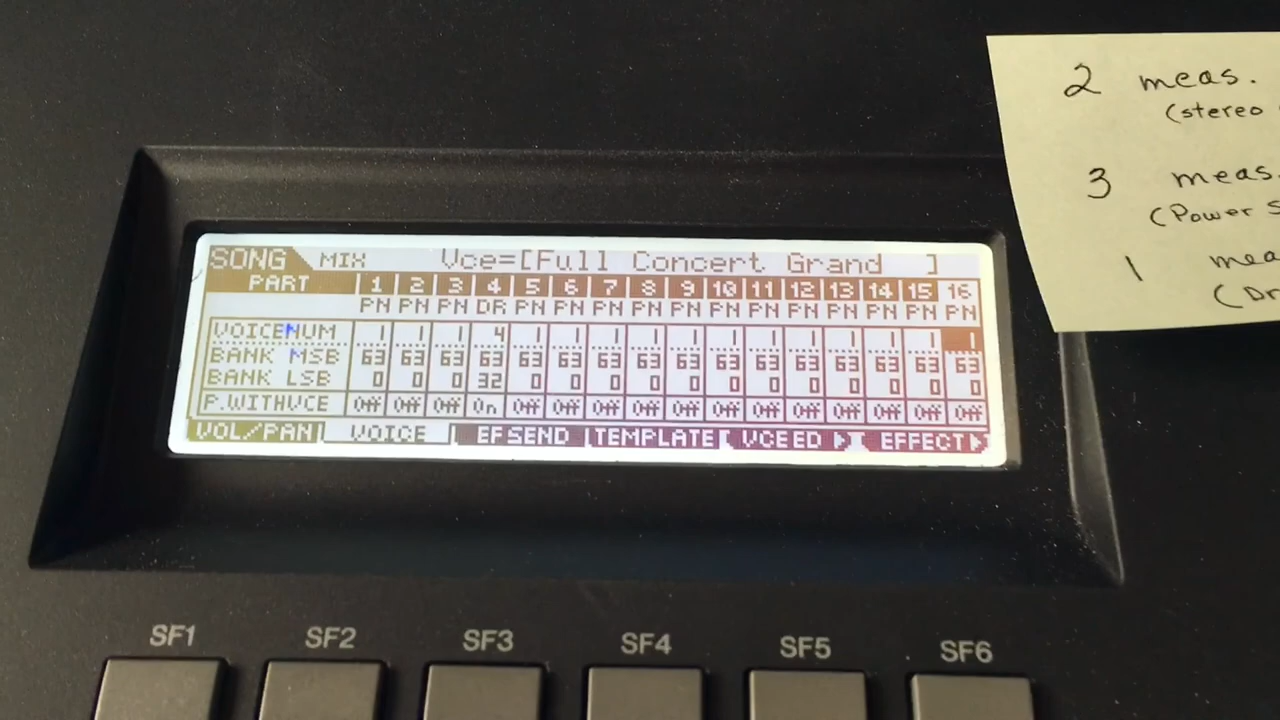 SONG MIX Vce=[Full Concert Grand ]
PART 1 2 3 4 5 6 7 8 9 10 11 12 13 14 15 16
PN PN PN DR PN PN PN PN PN PN PN PN PN PN PN PN
VOICENUM 1 1 1 4 1 1 1 1 1 1 1 1 1 1 1 1
BANK MSB 63 63 63 63 63 63 63 63 63 63 63 63 63 63 63 63
BANK LSB 0 0 0 32 0 0 0 0 0 0 0 0 0 0 0 0
P.WITHVCE Off Off Off On Off Off Off Off Off Off Off Off Off Off Off Off
VOL/PAN VOICE EFSEND TEMPLATE VCEED EFFECT
SF1 SF2 SF3 SF4 SF5 SF6
2 meas.
(stereo
3 meas.
(Power S
1 mea
(Dr